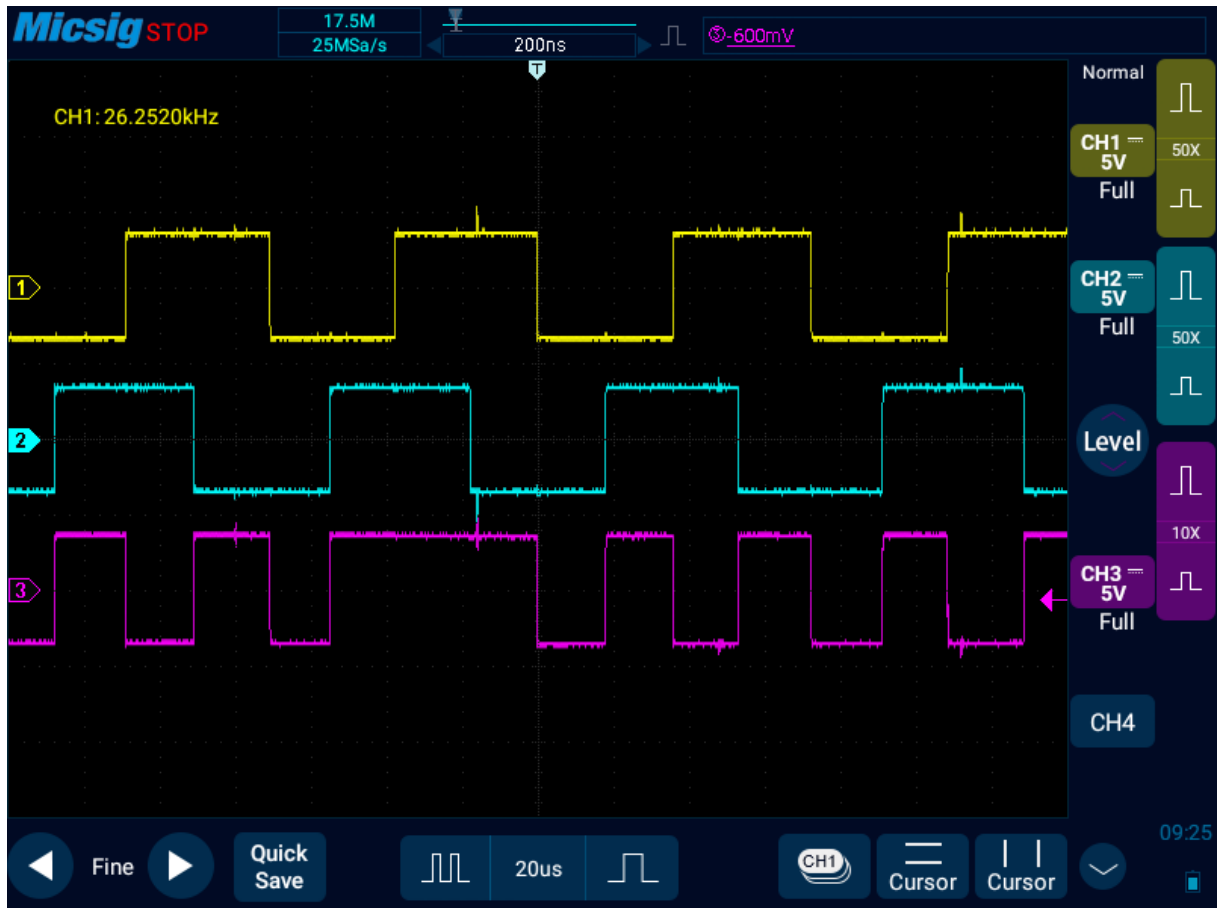 Micsig STOP
17.5M
25MSa/s
200ns
③-600mV
T
Normal
CH1: 26.2520kHz
CH1
5V
50X
Full
1
CH2
5V
Full
50X
2
Level
10X
3
CH3
5V
Full
CH4
Fine
Quick
Save
20us
CH1
Cursor
Cursor
09:25